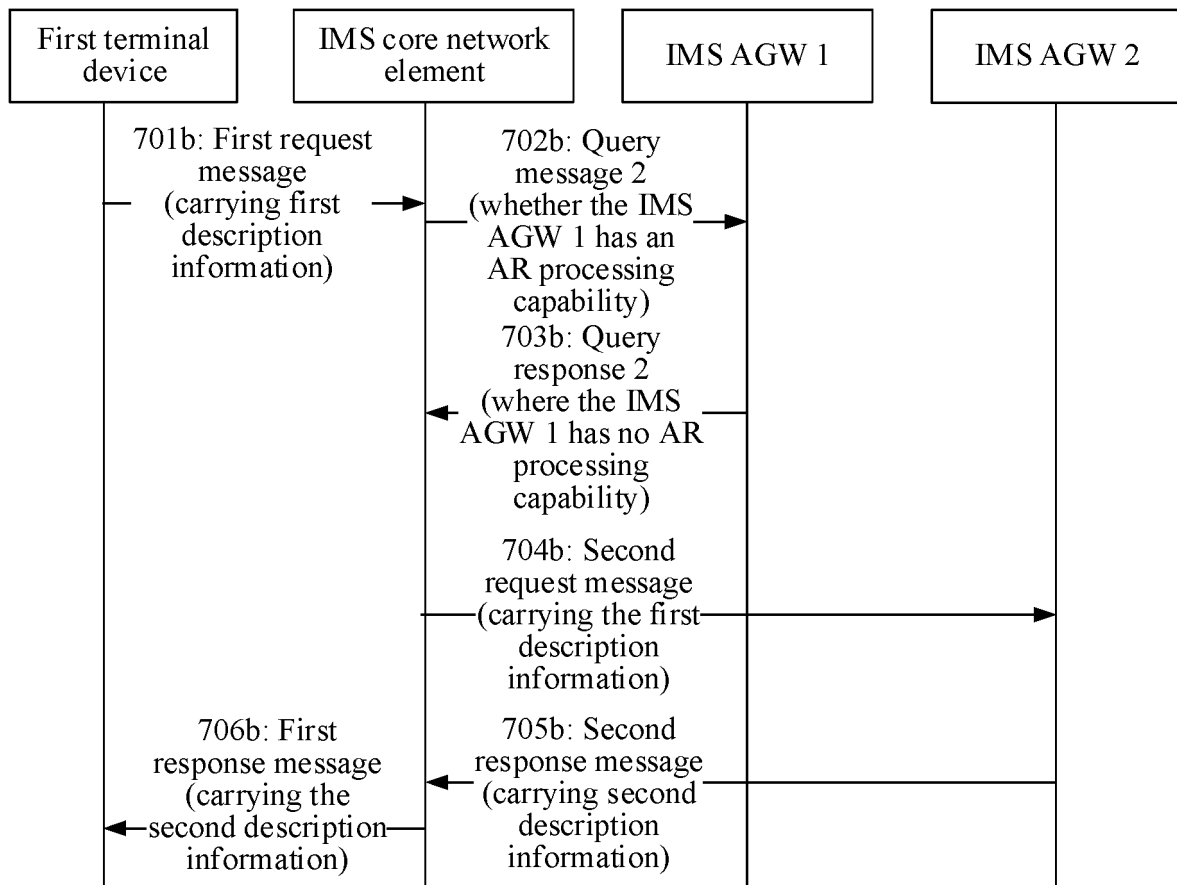 First terminal
device
IMS core network
element
IMS AGW 1
IMS AGW 2
701b: First request
message
(carrying first
description
information)
702b: Query
message 2
(whether the IMS
AGW 1 has an
AR processing
capability)
703b: Query
response 2
(where the IMS
AGW 1 has no AR
processing
capability)
704b: Second
request message
(carrying the first
description
information)
705b: Second
response message
(carrying second
description
information)
706b: First
response message
(carrying the
second description
information)